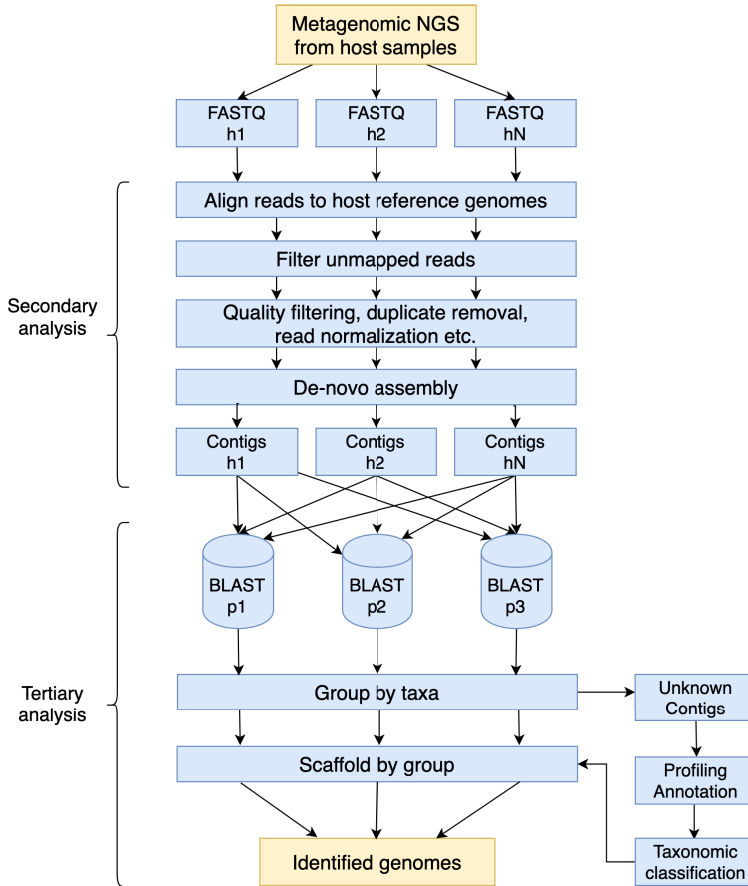 Metagenomic NGS
from host samples
FASTQ
h1
FASTQ
h2
FASTQ
hN
Align reads to host reference genomes
Filter unmapped reads
Quality filtering, duplicate removal,
read normalization etc.
De-novo assembly
Secondary
analysis
Contigs
h1
Contigs
h2
Contigs
hN
BLAST
p1
BLAST
p2
BLAST
p3
Tertiary
analysis
Group by taxa
Unknown
Contigs
Scaffold by group
Profiling
Annotation
Identified genomes
Taxonomic
classification